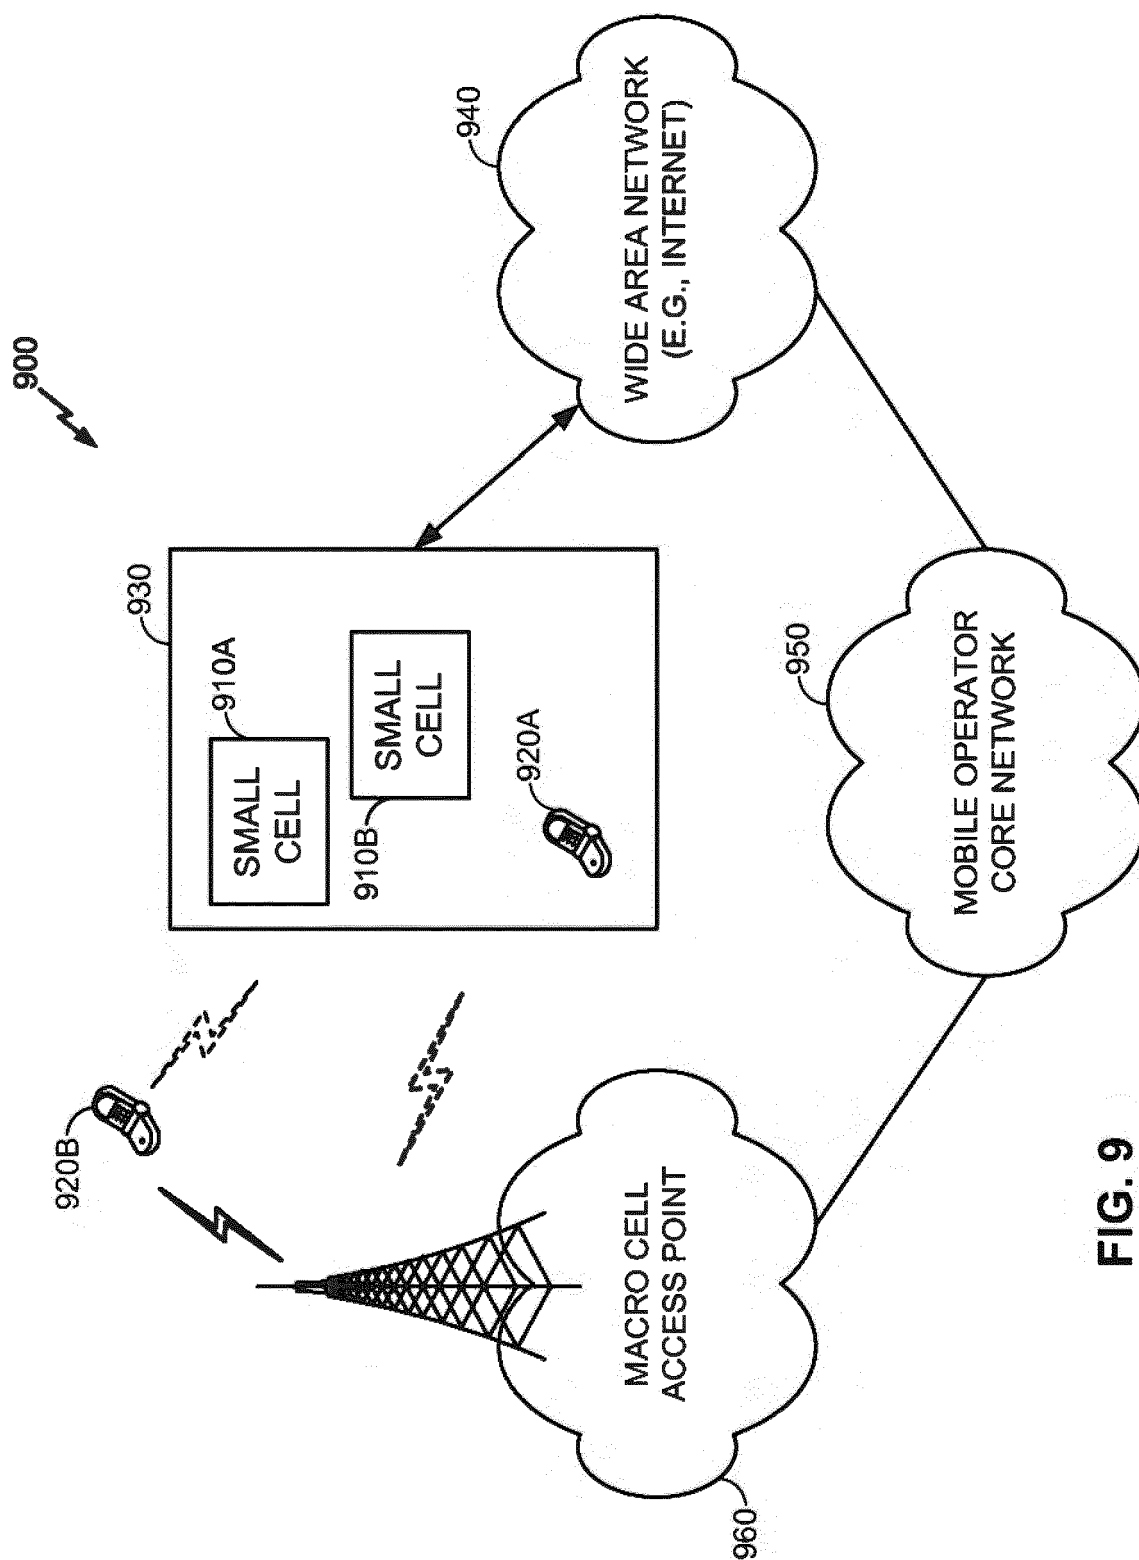 900
920B
930
910A
SMALL
CELL
SMALL
CELL
910B
920A
940
WIDE AREA NETWORK
(E.G., INTERNET)
MACRO CELL
ACCESS POINT
960
950
MOBILE OPERATOR
CORE NETWORK
FIG. 9